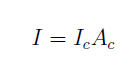 I = I_c A_c